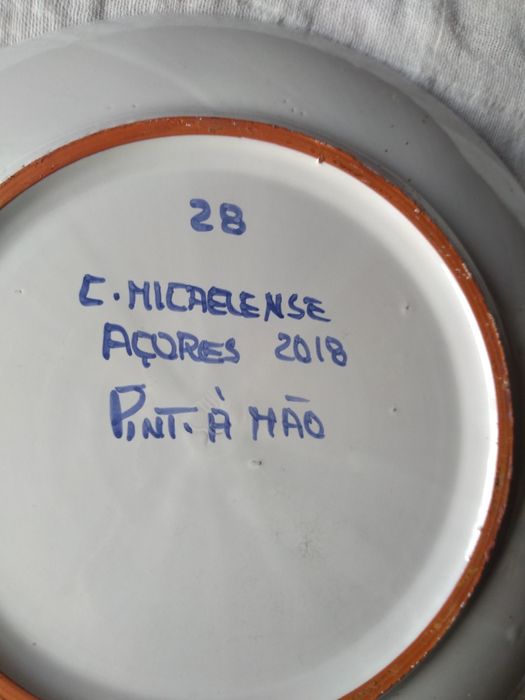 28
C. MICAELENSE
AÇORES 2018
PINT. À MÃO